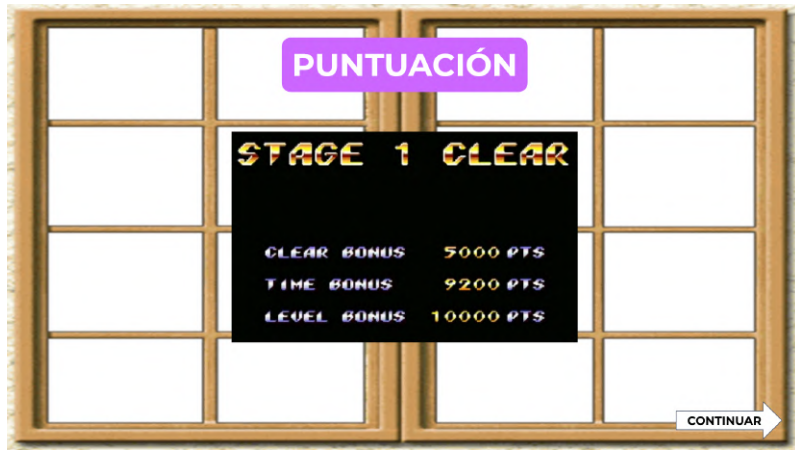 PUNTUACIÓN
STAGE 1 CLEAR
CLEAR BONUS 5000 PTS
TIME BONUS 9200 PTS
LEVEL BONUS 10000 PTS
CONTINUAR